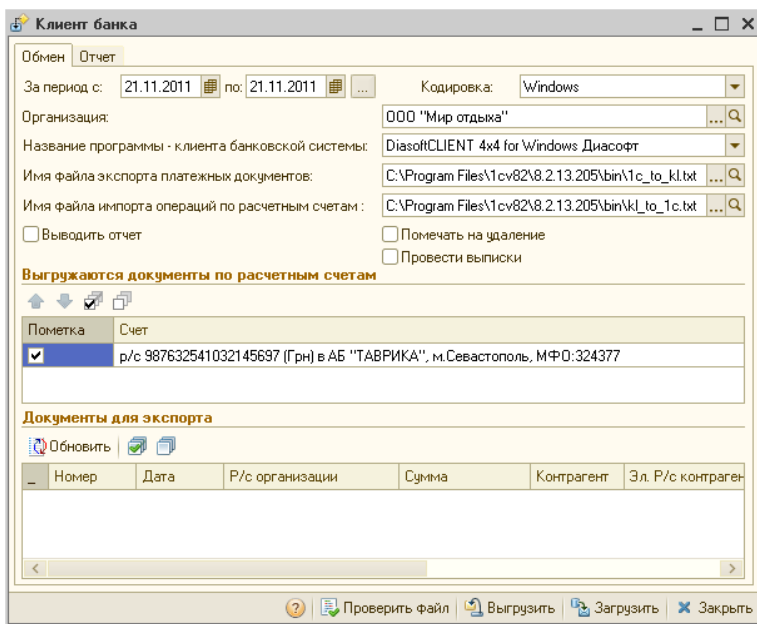 Клиент банка
Обмен Отчет
За период с: 21.11.2011 по: 21.11.2011 ... Кодировка: Windows
Организация: ООО "Мир отдыха" ...
Название программы - клиента банковской системы: DiasoftCLIENT 4x4 for Windows Диасофт
Имя файла экспорта платежных документов: C:\Program Files\1cv82\8.2.13.205\bin\1c_to_kl.txt ...
Имя файла импорта операций по расчетным счетам : C:\Program Files\1cv82\8.2.13.205\bin\kl_to_1c.txt ...
Выводить отчет Помечать на удаление
Провести выписки
Выгружаются документы по расчетным счетам
Пометка Счет
р/с 987632541032145697 (Грн) в АБ "ТАВРИКА", м.Севастополь, МФО:324377
Документы для экспорта
Обновить
_ Номер Дата Р/с организации Сумма Контрагент Эл. Р/с контраген
? Проверить файл Выгрузить Загрузить Закрыть